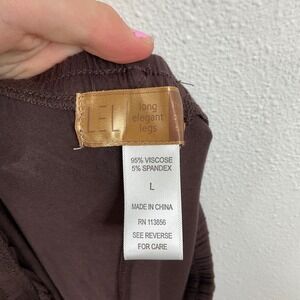 LEL
long
elegant
legs
95% VISCOSE
5% SPANDEX
L
MADE IN CHINA
RN 113856
SEE REVERSE
FOR CARE